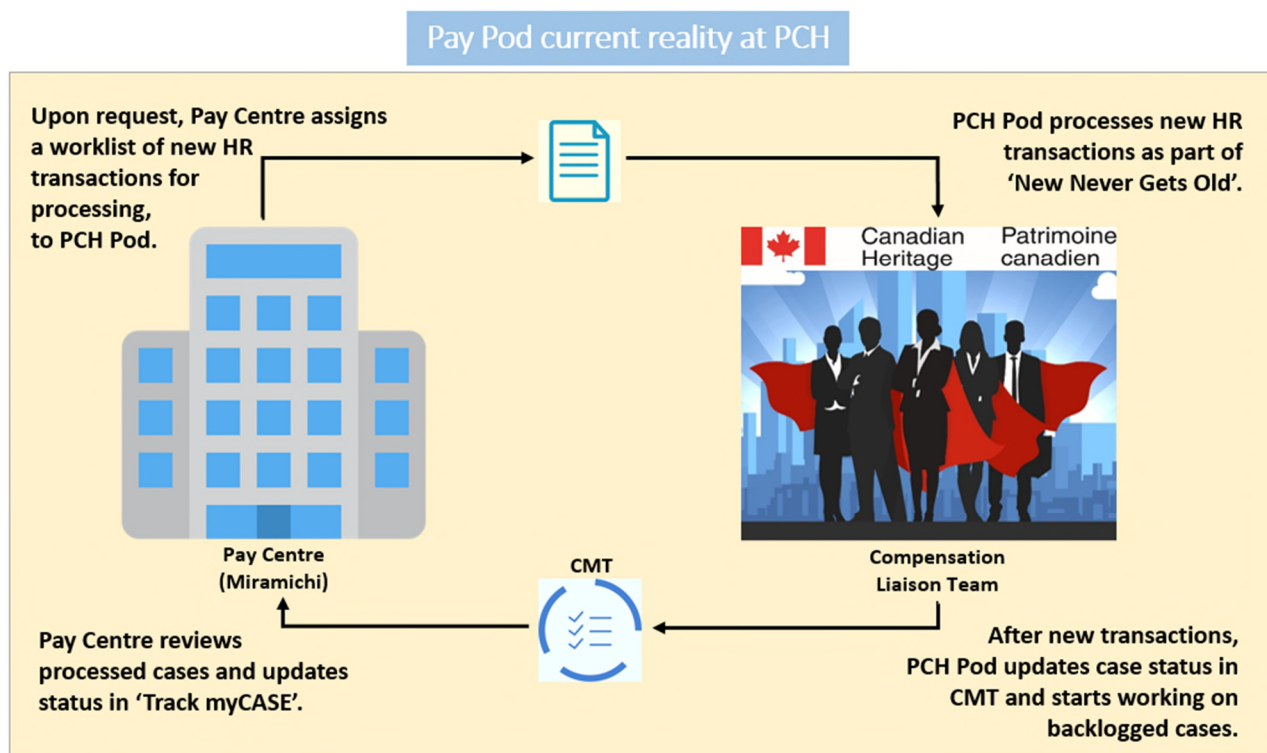 Pay Pod current reality at PCH
Upon request, Pay Centre assigns
a worklist of new HR
transactions for
processing,
to PCH Pod.
PCH Pod processes new HR
transactions as part of
‘New Never Gets Old’.
Canadian
Heritage
Patrimoine
canadien
Pay Centre
(Miramichi)
CMT
Compensation
Liaison Team
Pay Centre reviews
processed cases and updates
status in ‘Track myCASE’.
After new transactions,
PCH Pod updates case status in
CMT and starts working on
backlogged cases.